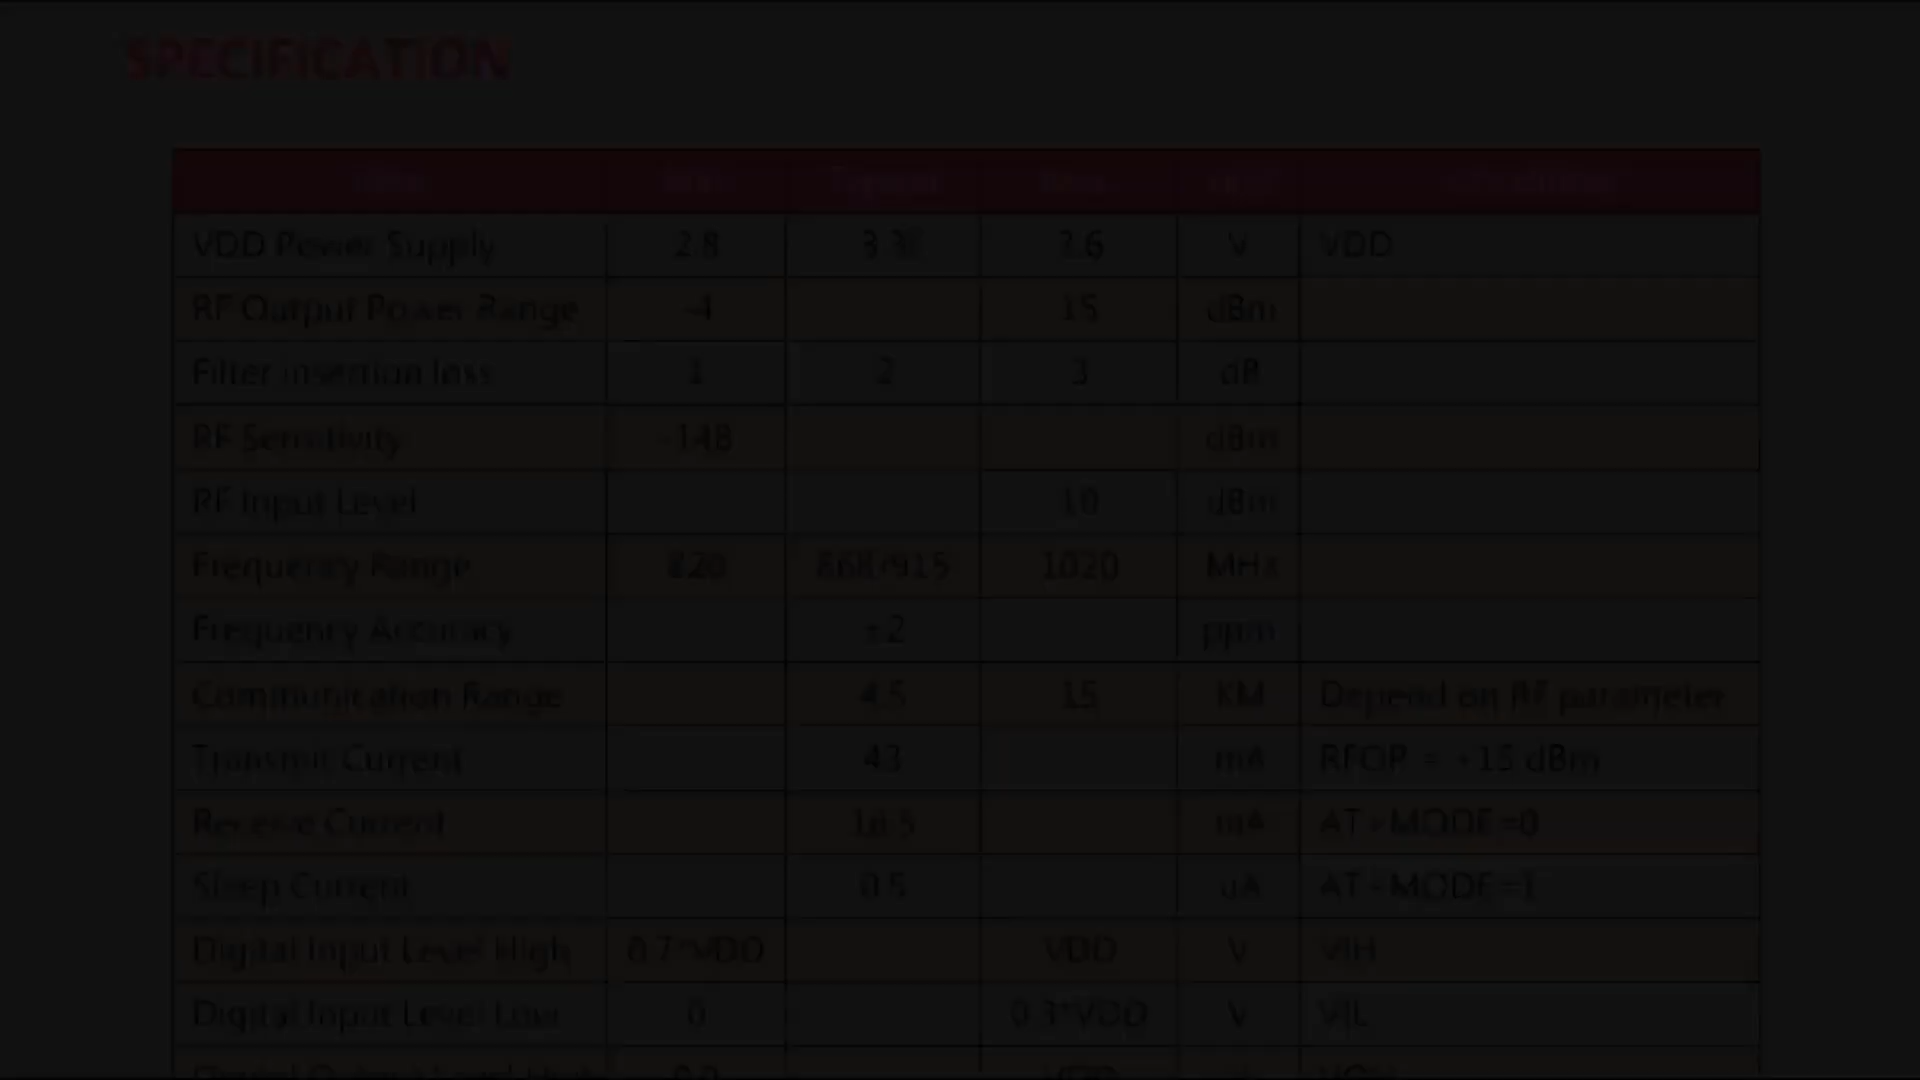 SPECIFICATION
VDD Power Supply 2.8 3.3 3.6 V VDD
RF Output Power Range -4 15 dBm
Filter insertion loss 1 2 3 dB
RF Sensitivity -148 dBm
RF Input Level 10 dBm
Frequency Range 820 868/915 1020 MHz
Frequency Accuracy ±2 ppm
Communication Range 4.5 15 KM Depend on RF parameter
Transmit Current 43 mA RFOP = +15 dBm
Receive Current 16.5 mA AT+MODE=0
Sleep Current 0.5 uA AT+MODE=1
Digital Input Level High 0.7*VDD VDD V VIH
Digital Input Level Low 0 0.3*VDD V VIL